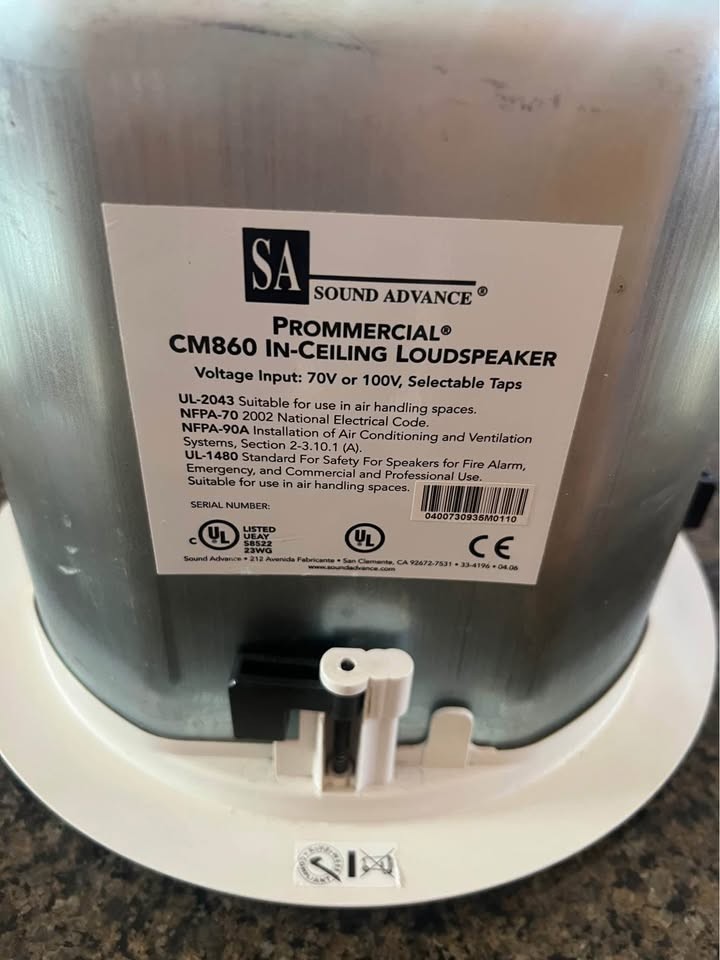 SA
SOUND ADVANCE®
PROMMERCIAL®
CM860 IN-CEILING LOUDSPEAKER
Voltage Input: 70V or 100V, Selectable Taps
UL-2043 Suitable for use in air handling spaces.
NFPA-70 2002 National Electrical Code.
NFPA-90A Installation of Air Conditioning and Ventilation
Systems, Section 2-3.10.1 (A).
UL-1480 Standard For Safety For Speakers for Fire Alarm,
Emergency, and Commercial and Professional Use.
Suitable for use in air handling spaces.
SERIAL NUMBER:
0400730935M0110
C UL LISTED
UEAY
S8522
23WG
UL
CE
Sound Advance • 212 Avenida Fabricante • San Clemente, CA 92672-7531 • 33-4196 • 04.06
www.soundadvance.com